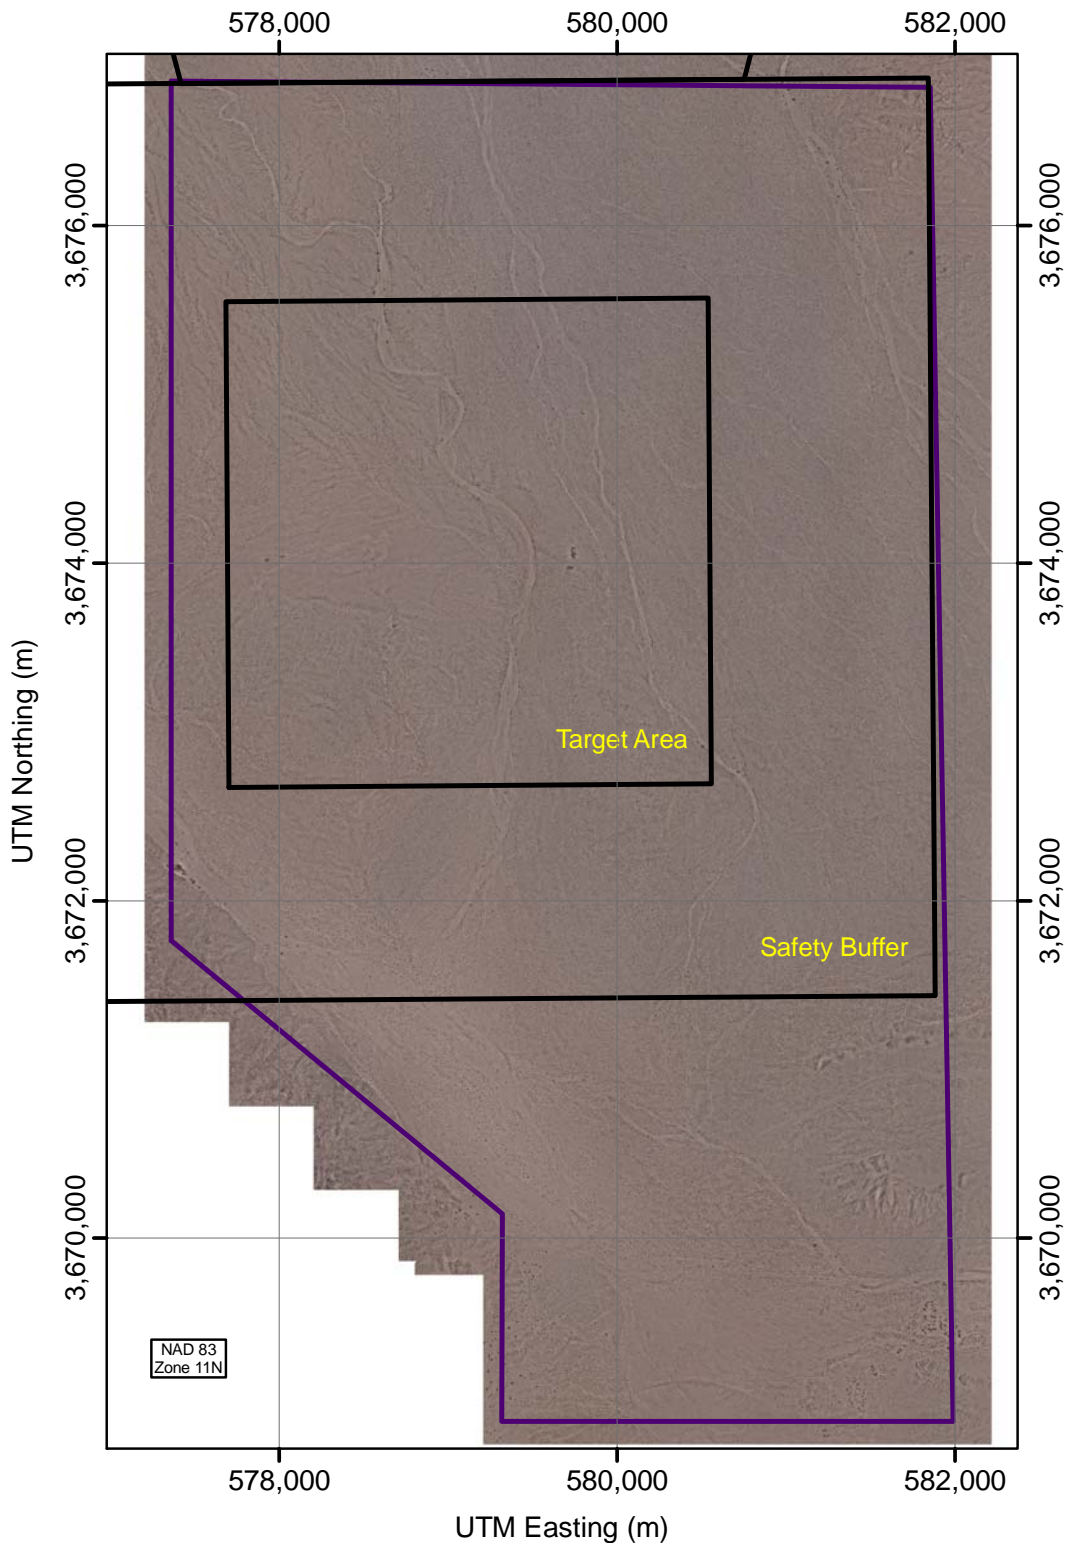 578,000 580,000 582,000
3,676,000 3,676,000
3,674,000 3,674,000
UTM Northing (m)
Target Area
3,672,000 3,672,000
Safety Buffer
3,670,000 3,670,000
NAD 83
Zone 11N
578,000 580,000 582,000
UTM Easting (m)